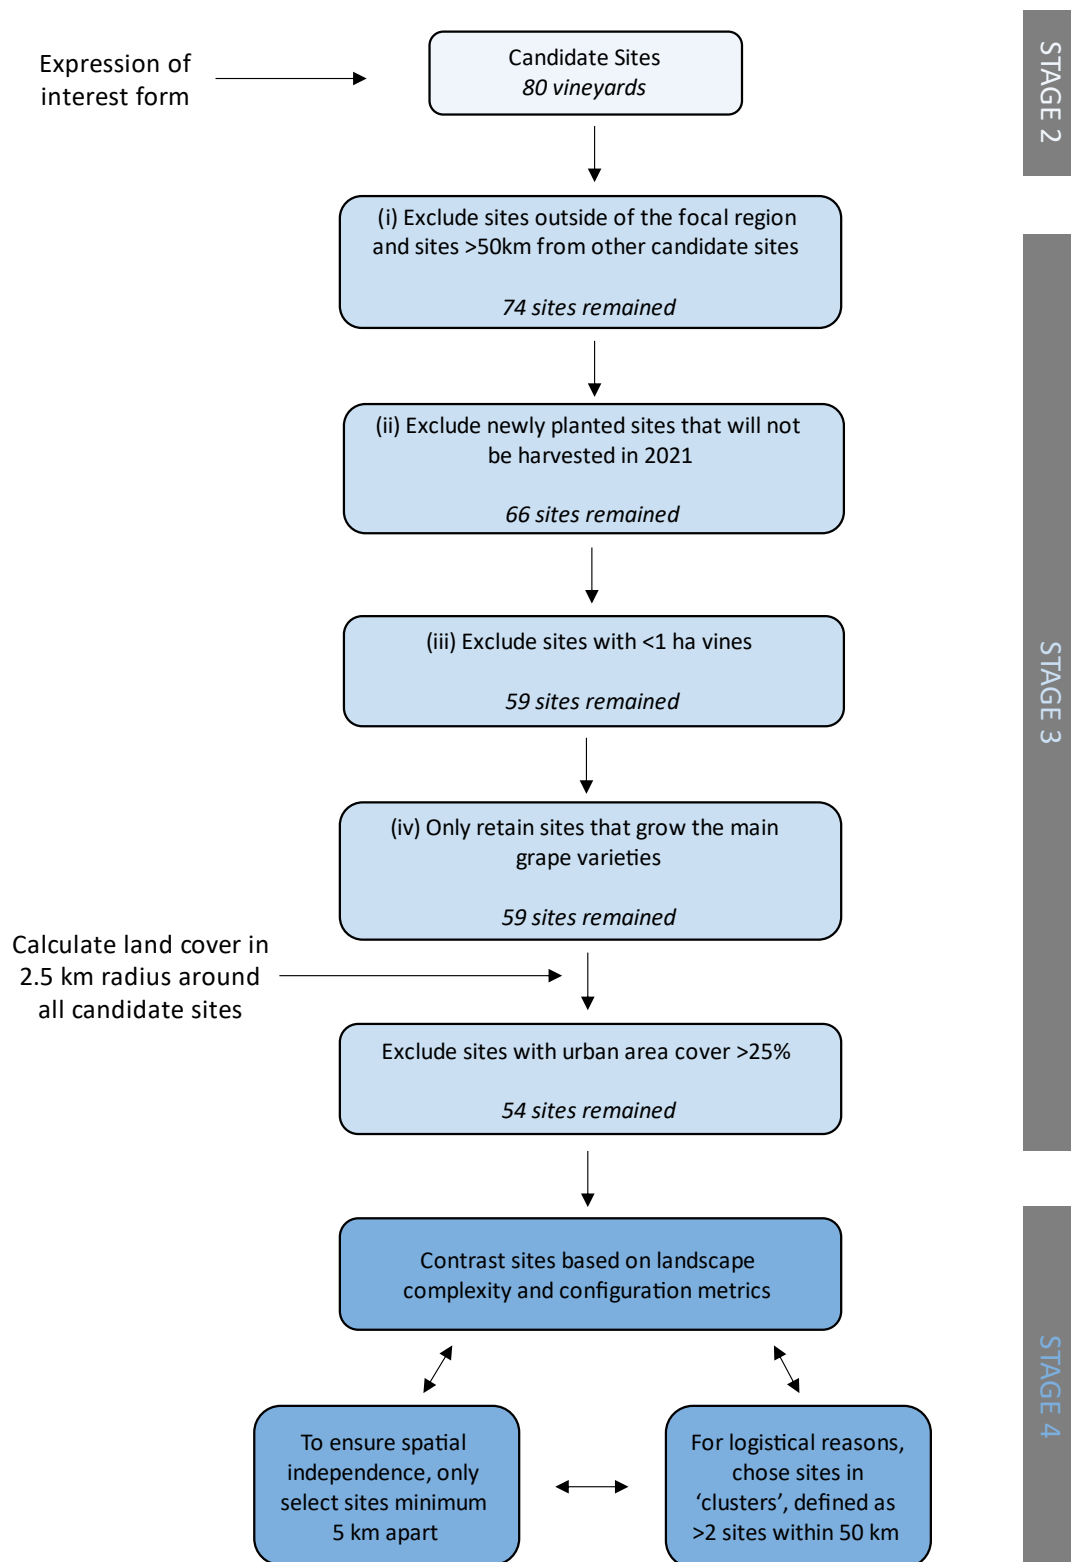 Expression of
interest form
Candidate Sites
80 vineyards
STAGE 2
(i) Exclude sites outside of the focal region
and sites >50km from other candidate sites
74 sites remained
(ii) Exclude newly planted sites that will not
be harvested in 2021
66 sites remained
(iii) Exclude sites with <1 ha vines
59 sites remained
STAGE 3
(iv) Only retain sites that grow the main
grape varieties
59 sites remained
Calculate land cover in
2.5 km radius around
all candidate sites
Exclude sites with urban area cover >25%
54 sites remained
Contrast sites based on landscape
complexity and configuration metrics
STAGE 4
To ensure spatial
independence, only
select sites minimum
5 km apart
For logistical reasons,
chose sites in
‘clusters’, defined as
>2 sites within 50 km